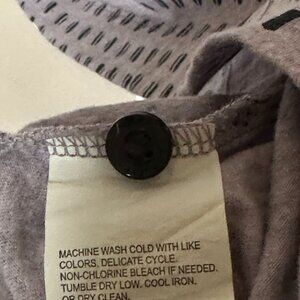 MACHINE WASH COLD WITH LIKE
COLORS, DELICATE CYCLE.
NON-CHLORINE BLEACH IF NEEDED.
TUMBLE DRY LOW. COOL IRON,
OR DRY CLEAN.